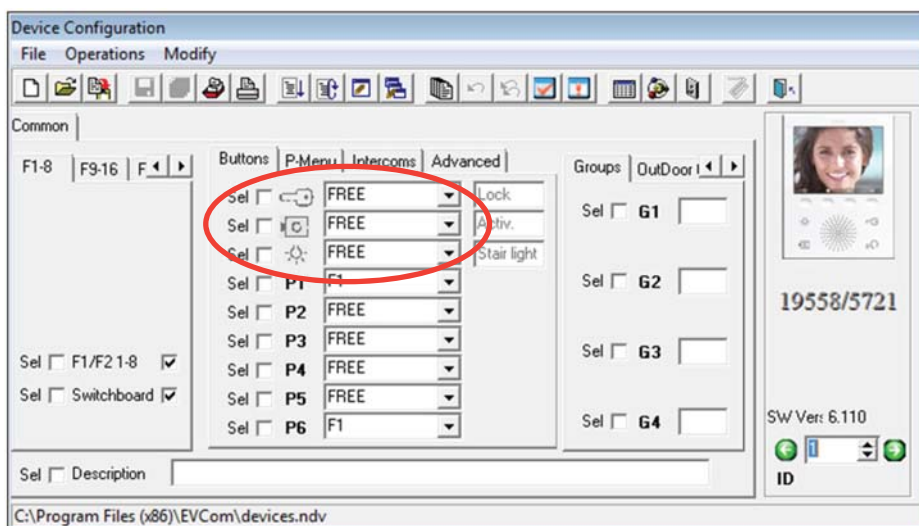 Device Configuration
File Operations Modify
Common
F1-8 F9-16 F
Buttons P-Menu Intercoms Advanced
Groups OutDoor
Sel FREE Lock
Sel FREE Activ.
Sel FREE Stair light
Sel P1 F1
Sel P2 FREE
Sel P3 FREE
Sel P4 FREE
Sel P5 FREE
Sel P6 F1
Sel F1/F2 1-8
Sel Switchboard
Sel G1
Sel G2
Sel G3
Sel G4
19558/5721
SW Ver: 6.110
1
ID
Sel Description
C:\Program Files (x86)\EVCom\devices.ndv